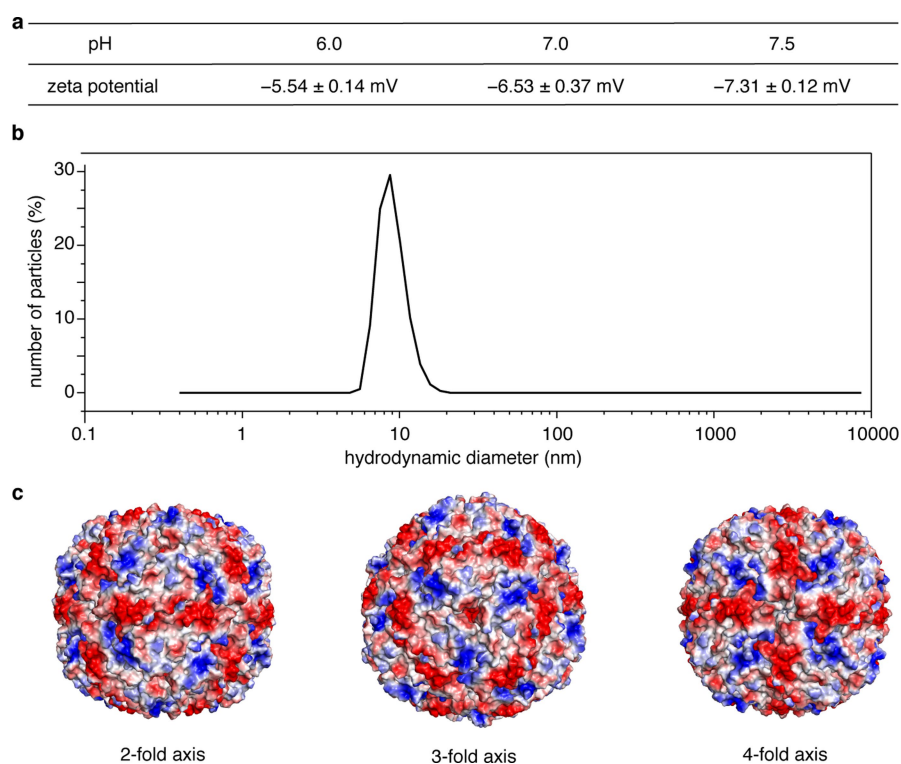 a
pH 6.0 7.0 7.5
zeta potential −5.54 ± 0.14 mV −6.53 ± 0.37 mV −7.31 ± 0.12 mV
b
30
20
10
0
number of particles (%)
0.1 1 10 100 1000 10000
hydrodynamic diameter (nm)
c
2-fold axis 3-fold axis 4-fold axis